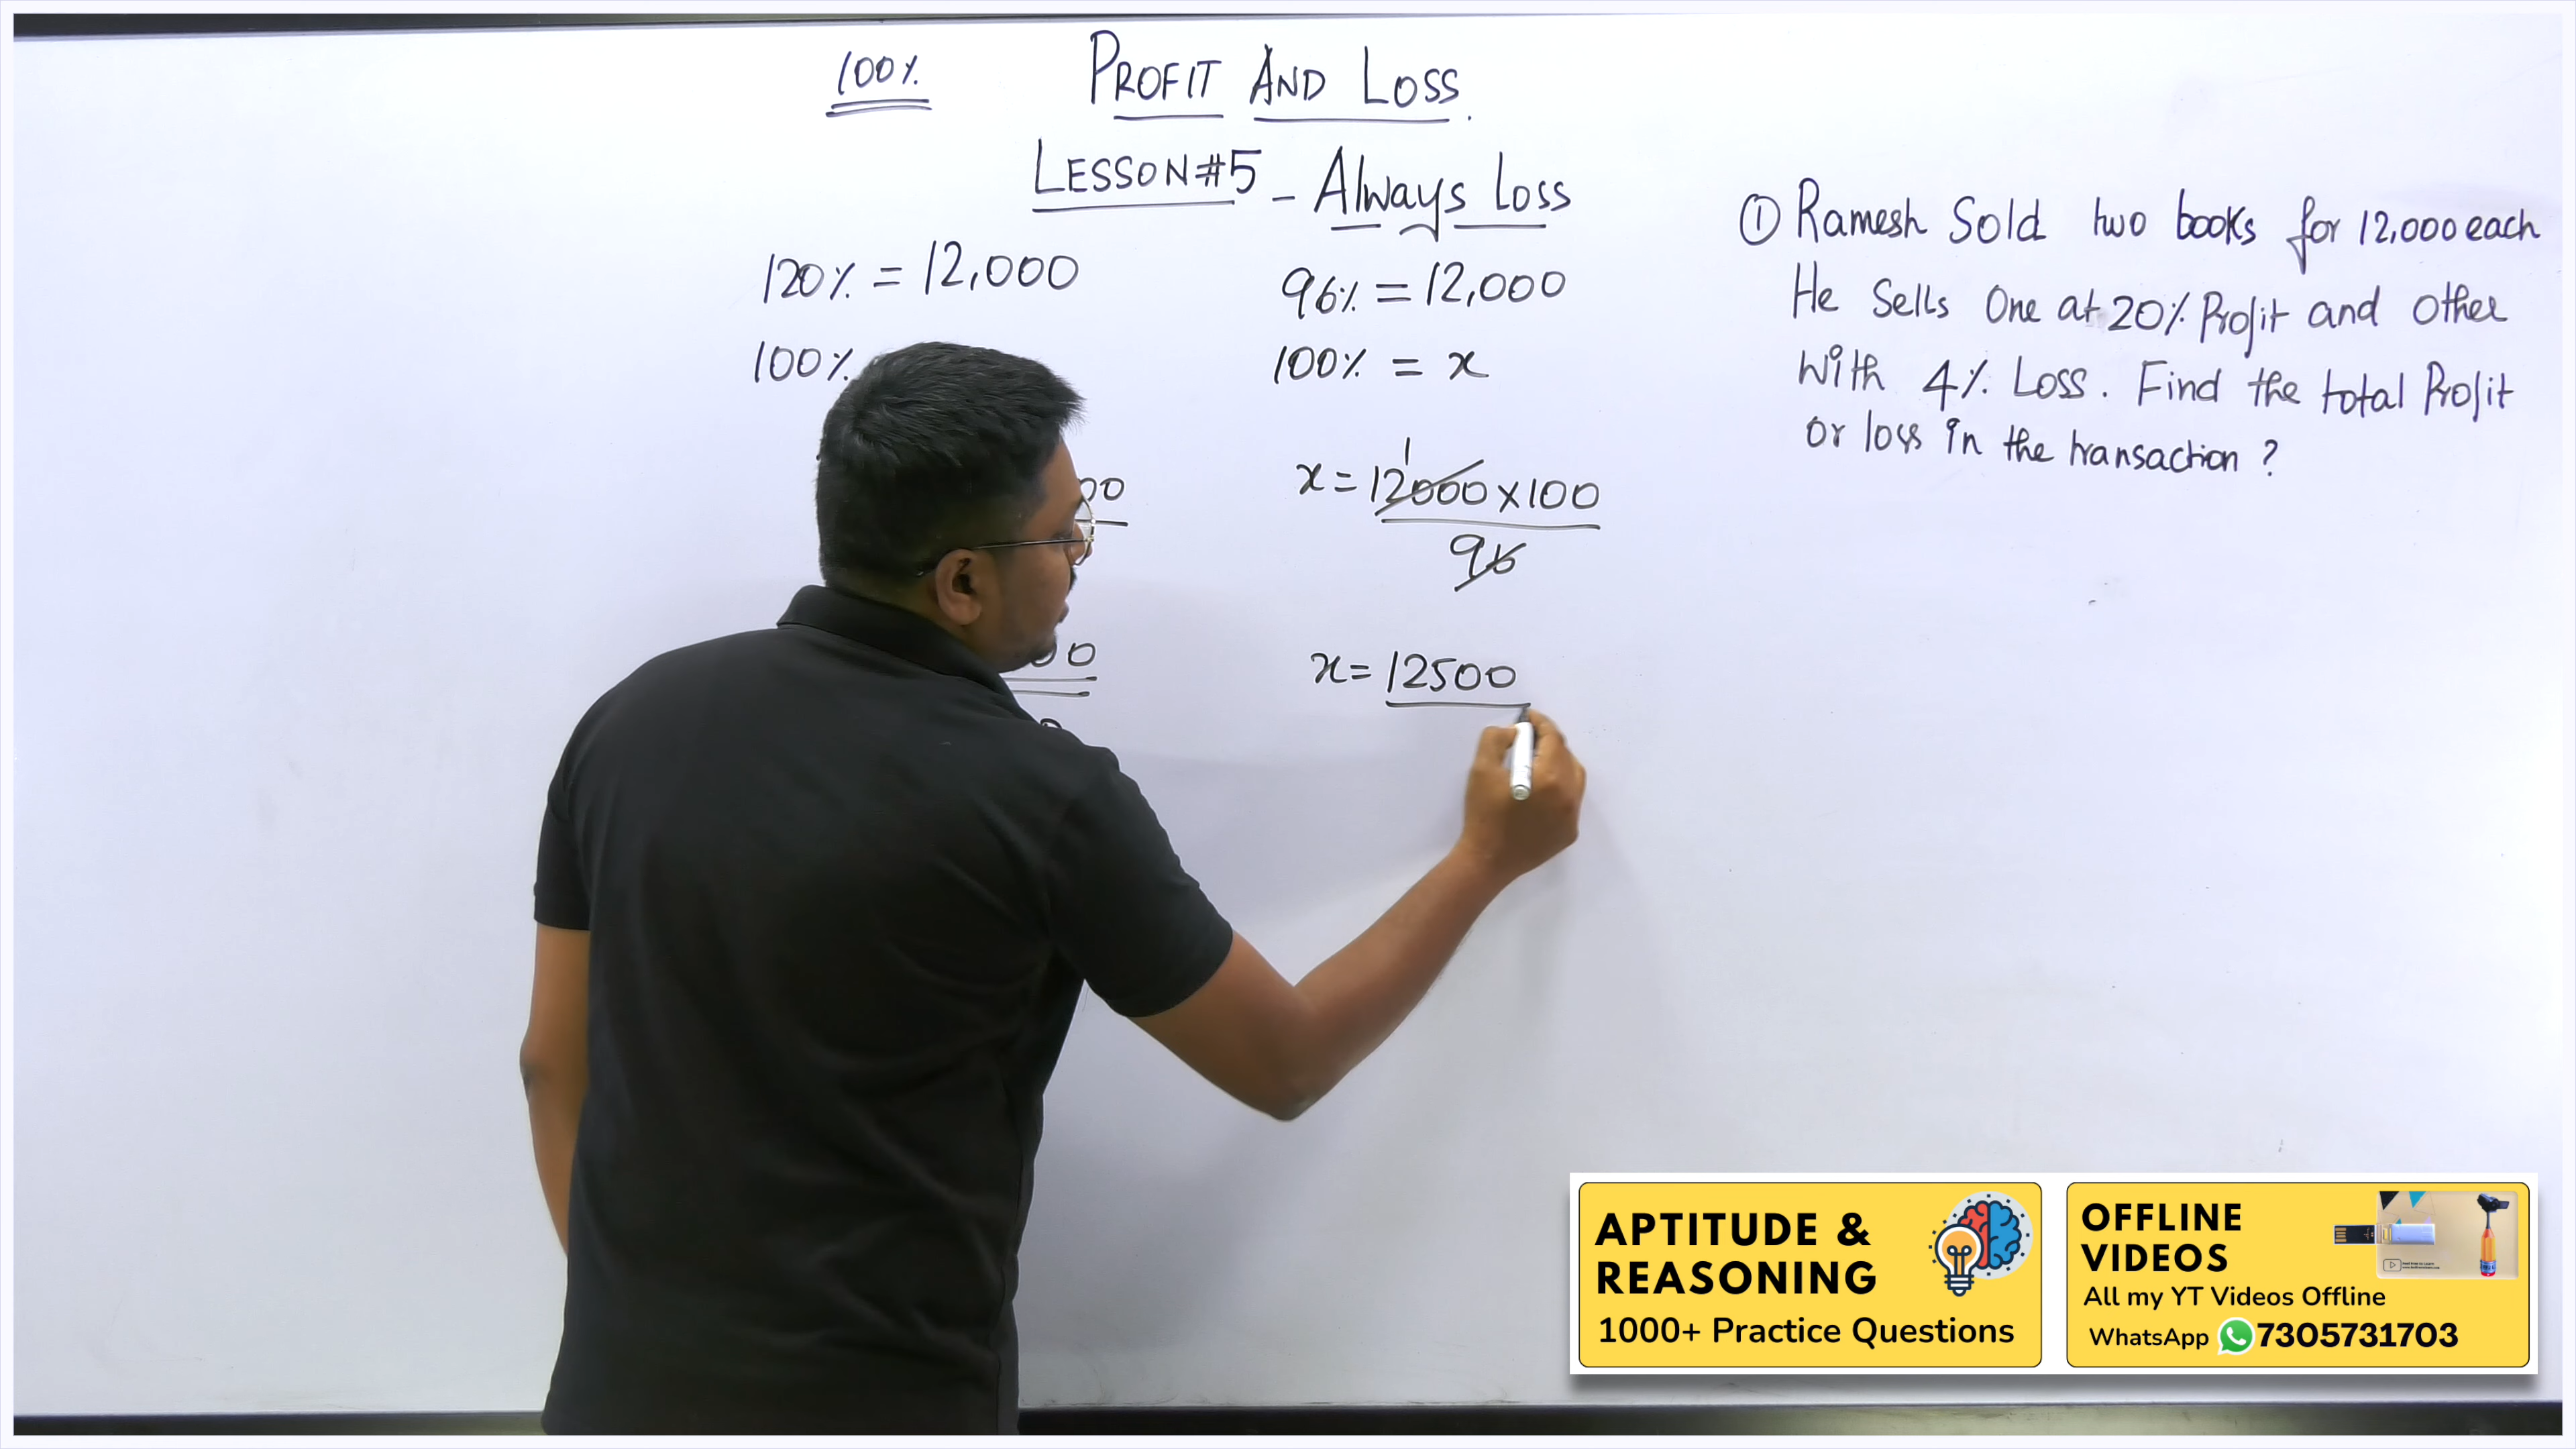 100%
PROFIT AND LOSS.
LESSON#5 - Always Loss
120% = 12,000
100%
00
00
96% = 12,000
100% = x
1
x = 12000 x 100
96
x = 12500
① Ramesh Sold two books for 12,000 each
He Sells One at 20% Profit and Other
With 4% Loss. Find the total Profit
Or loss in the transaction ?
APTITUDE &
REASONING
1000+ Practice Questions
OFFLINE
VIDEOS
All my YT Videos Offline
WhatsApp 7305731703